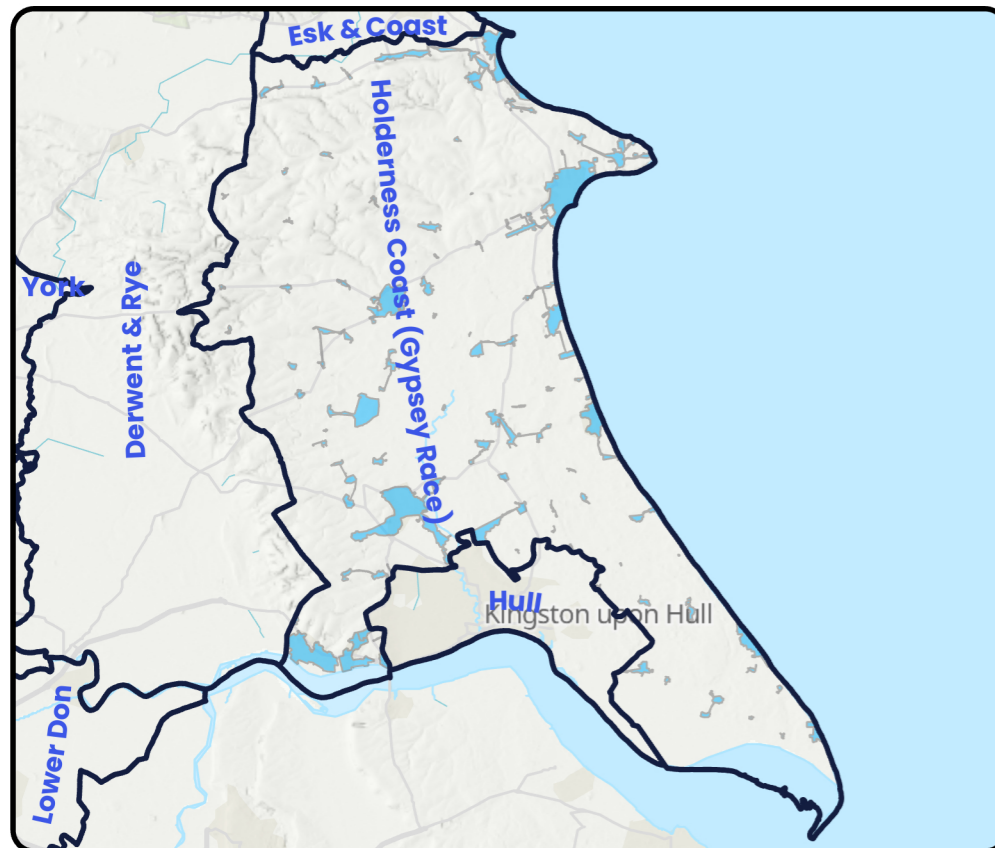 Esk & Coast
Holderness Coast (Gypsey Race)
York
Derwent & Rye
Hull
Kingston upon Hull
Lower Don